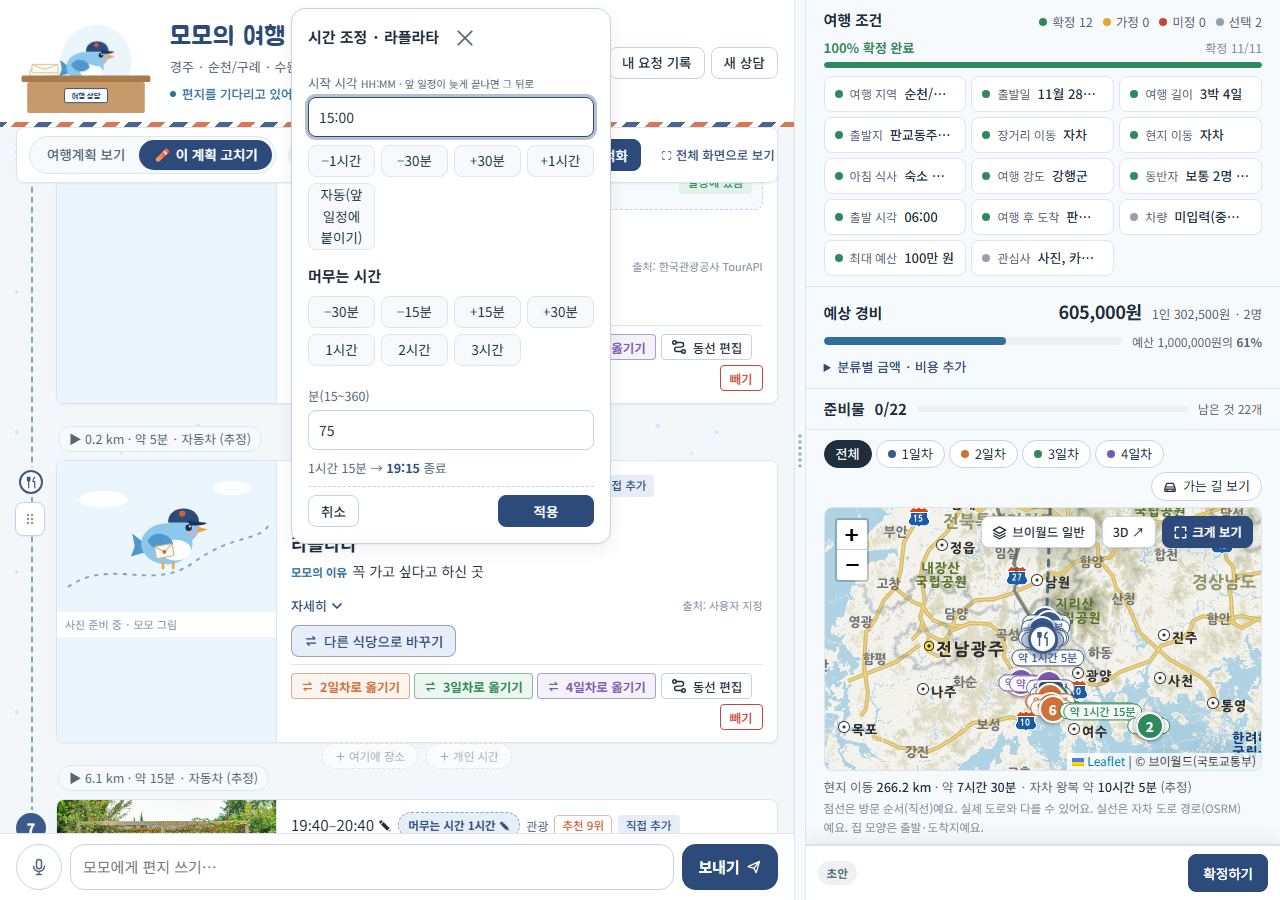 모모의 여행
경주 · 순천/구례 · 수원
편지를 기다리고 있어
여행 상담
내 요청 기록
새 상담
여행계획 보기
이 계획 고치기
전체 화면으로 보기
시간 조정 · 라플라타
시작 시각 HH:MM · 앞 일정이 늦게 끝나면 그 뒤로
15:00
−1시간
−30분
+30분
+1시간
자동(앞
일정에
붙이기)
머무는 시간
−30분
−15분
+15분
+30분
1시간
2시간
3시간
분(15~360)
75
1시간 15분 → 19:15 종료
취소
적용
출처: 한국관광공사 TourAPI
옮기기
동선 편집
빼기
▶ 0.2 km · 약 5분 · 자동차 (추정)
접 추가
사진 준비 중 · 모모 그림
라플라타
모모의 이유 꼭 가고 싶다고 하신 곳
자세히
출처: 사용자 지정
다른 식당으로 바꾸기
2일차로 옮기기
3일차로 옮기기
4일차로 옮기기
동선 편집
빼기
+ 여기에 장소
+ 개인 시간
▶ 6.1 km · 약 15분 · 자동차 (추정)
7
19:40–20:40
머무는 시간 1시간
관광
추천 9위
직접 추가
모모에게 편지 쓰기…
보내기
여행 조건
확정 12
가정 0
미정 0
선택 2
100% 확정 완료
확정 11/11
여행 지역 순천/…
출발일 11월 28…
여행 길이 3박 4일
출발지 판교동주…
장거리 이동 자차
현지 이동 자차
아침 식사 숙소 …
여행 강도 강행군
동반자 보통 2명 …
출발 시각 06:00
여행 후 도착 판…
차량 미입력(중…
최대 예산 100만 원
관심사 사진, 카…
예상 경비
605,000원
1인 302,500원 · 2명
예산 1,000,000원의 61%
▶ 분류별 금액 · 비용 추가
준비물 0/22
남은 것 22개
전체
1일차
2일차
3일차
4일차
가는 길 보기
+
−
브이월드 일반
3D ↗
크게 보기
15
부안
정읍
임실
함양
합천
내장산
국립공원
27
남원
경상남도
고창
지리산
산청
영광
담양
곡성
함안
진주
전남광주
약 1시간 5분
하동
함평
화순
광양
사천
나주
6
약 1시간 15분
2
통영
목포
보성
10
여수
강진
Leaflet | © 브이월드(국토교통부)
현지 이동 266.2 km · 약 7시간 30분 · 자차 왕복 약 10시간 5분 (추정)
점선은 방문 순서(직선)예요. 실제 도로와 다를 수 있어요. 실선은 자차 도로 경로(OSRM)
예요. 집 모양은 출발·도착지예요.
초안
확정하기